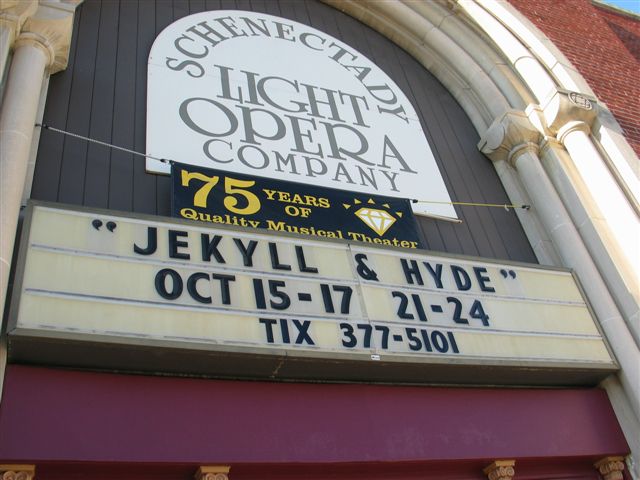 SCHENECTADY
LIGHT
OPERA
COMPANY
75 YEARS OF
Quality Musical Theater
"JEKYLL & HYDE"
OCT 15-17 21-24
TIX 377-5101